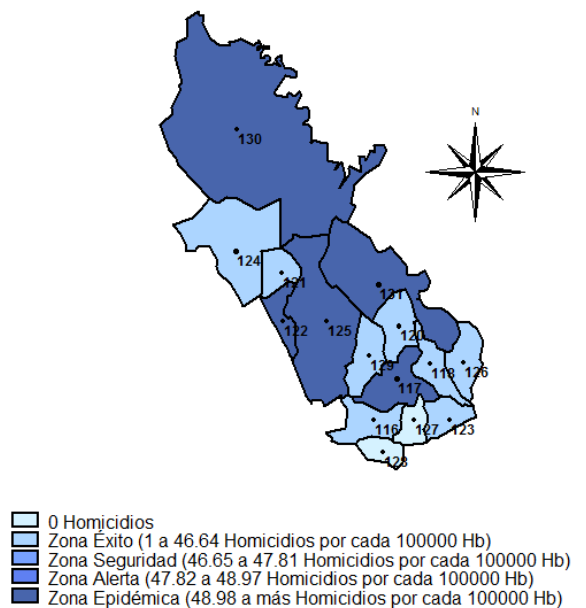 N
130
124
121
131
122
125
120
129
118
126
117
116
127
123
128
0 Homicidios
Zona Éxito (1 a 46.64 Homicidios por cada 100000 Hb)
Zona Seguridad (46.65 a 47.81 Homicidios por cada 100000 Hb)
Zona Alerta (47.82 a 48.97 Homicidios por cada 100000 Hb)
Zona Epidémica (48.98 a más Homicidios por cada 100000 Hb)